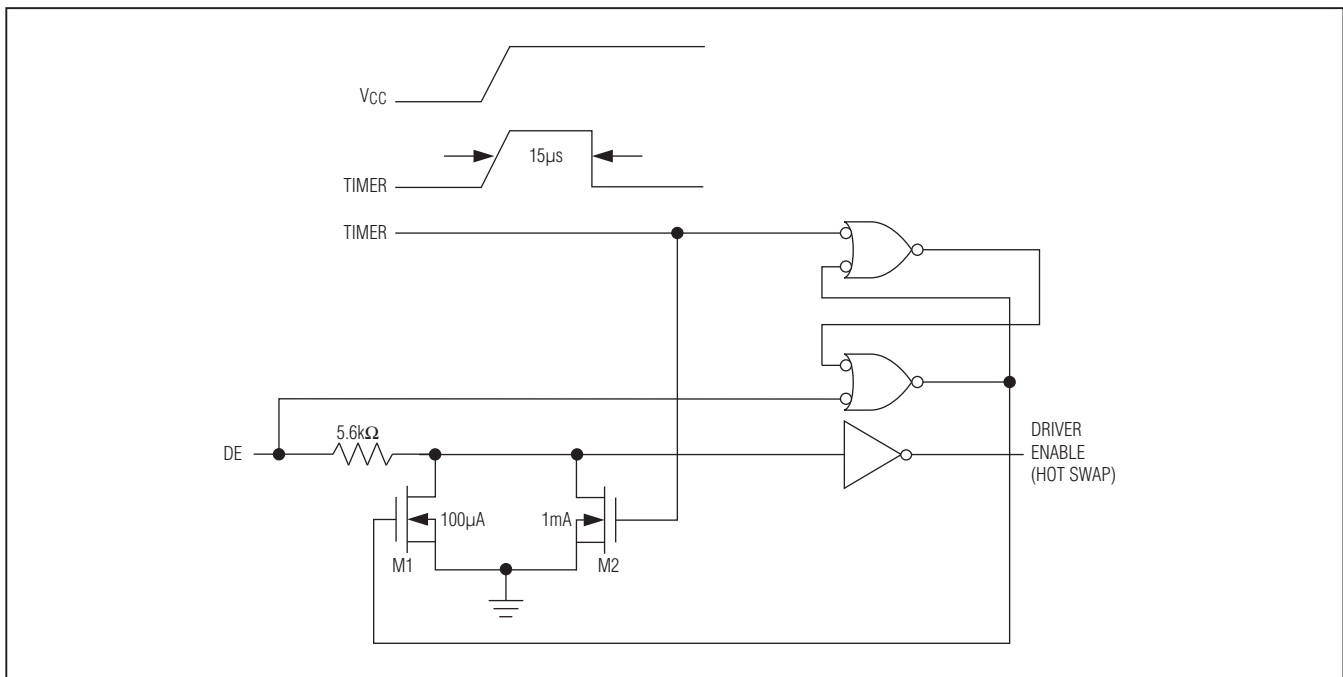 VCC
15µs
TIMER
TIMER
5.6kΩ
DE
DRIVER
ENABLE
(HOT SWAP)
100µA
1mA
M1
M2